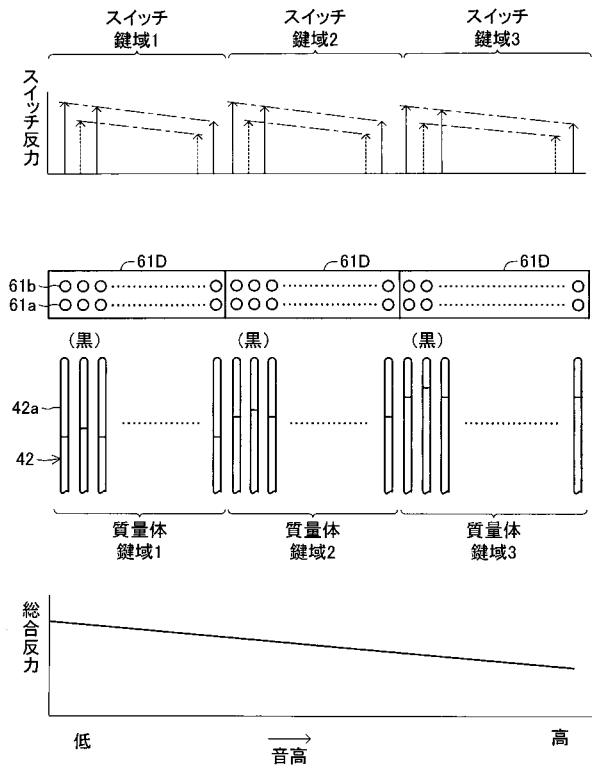 スイッチ
鍵域1
スイッチ
鍵域2
スイッチ
鍵域3
スイッチ反力
61D
61D
61D
61b
61a
(黒)
(黒)
(黒)
42a
42
質量体
鍵域1
質量体
鍵域2
質量体
鍵域3
総合反力
低
音高
高